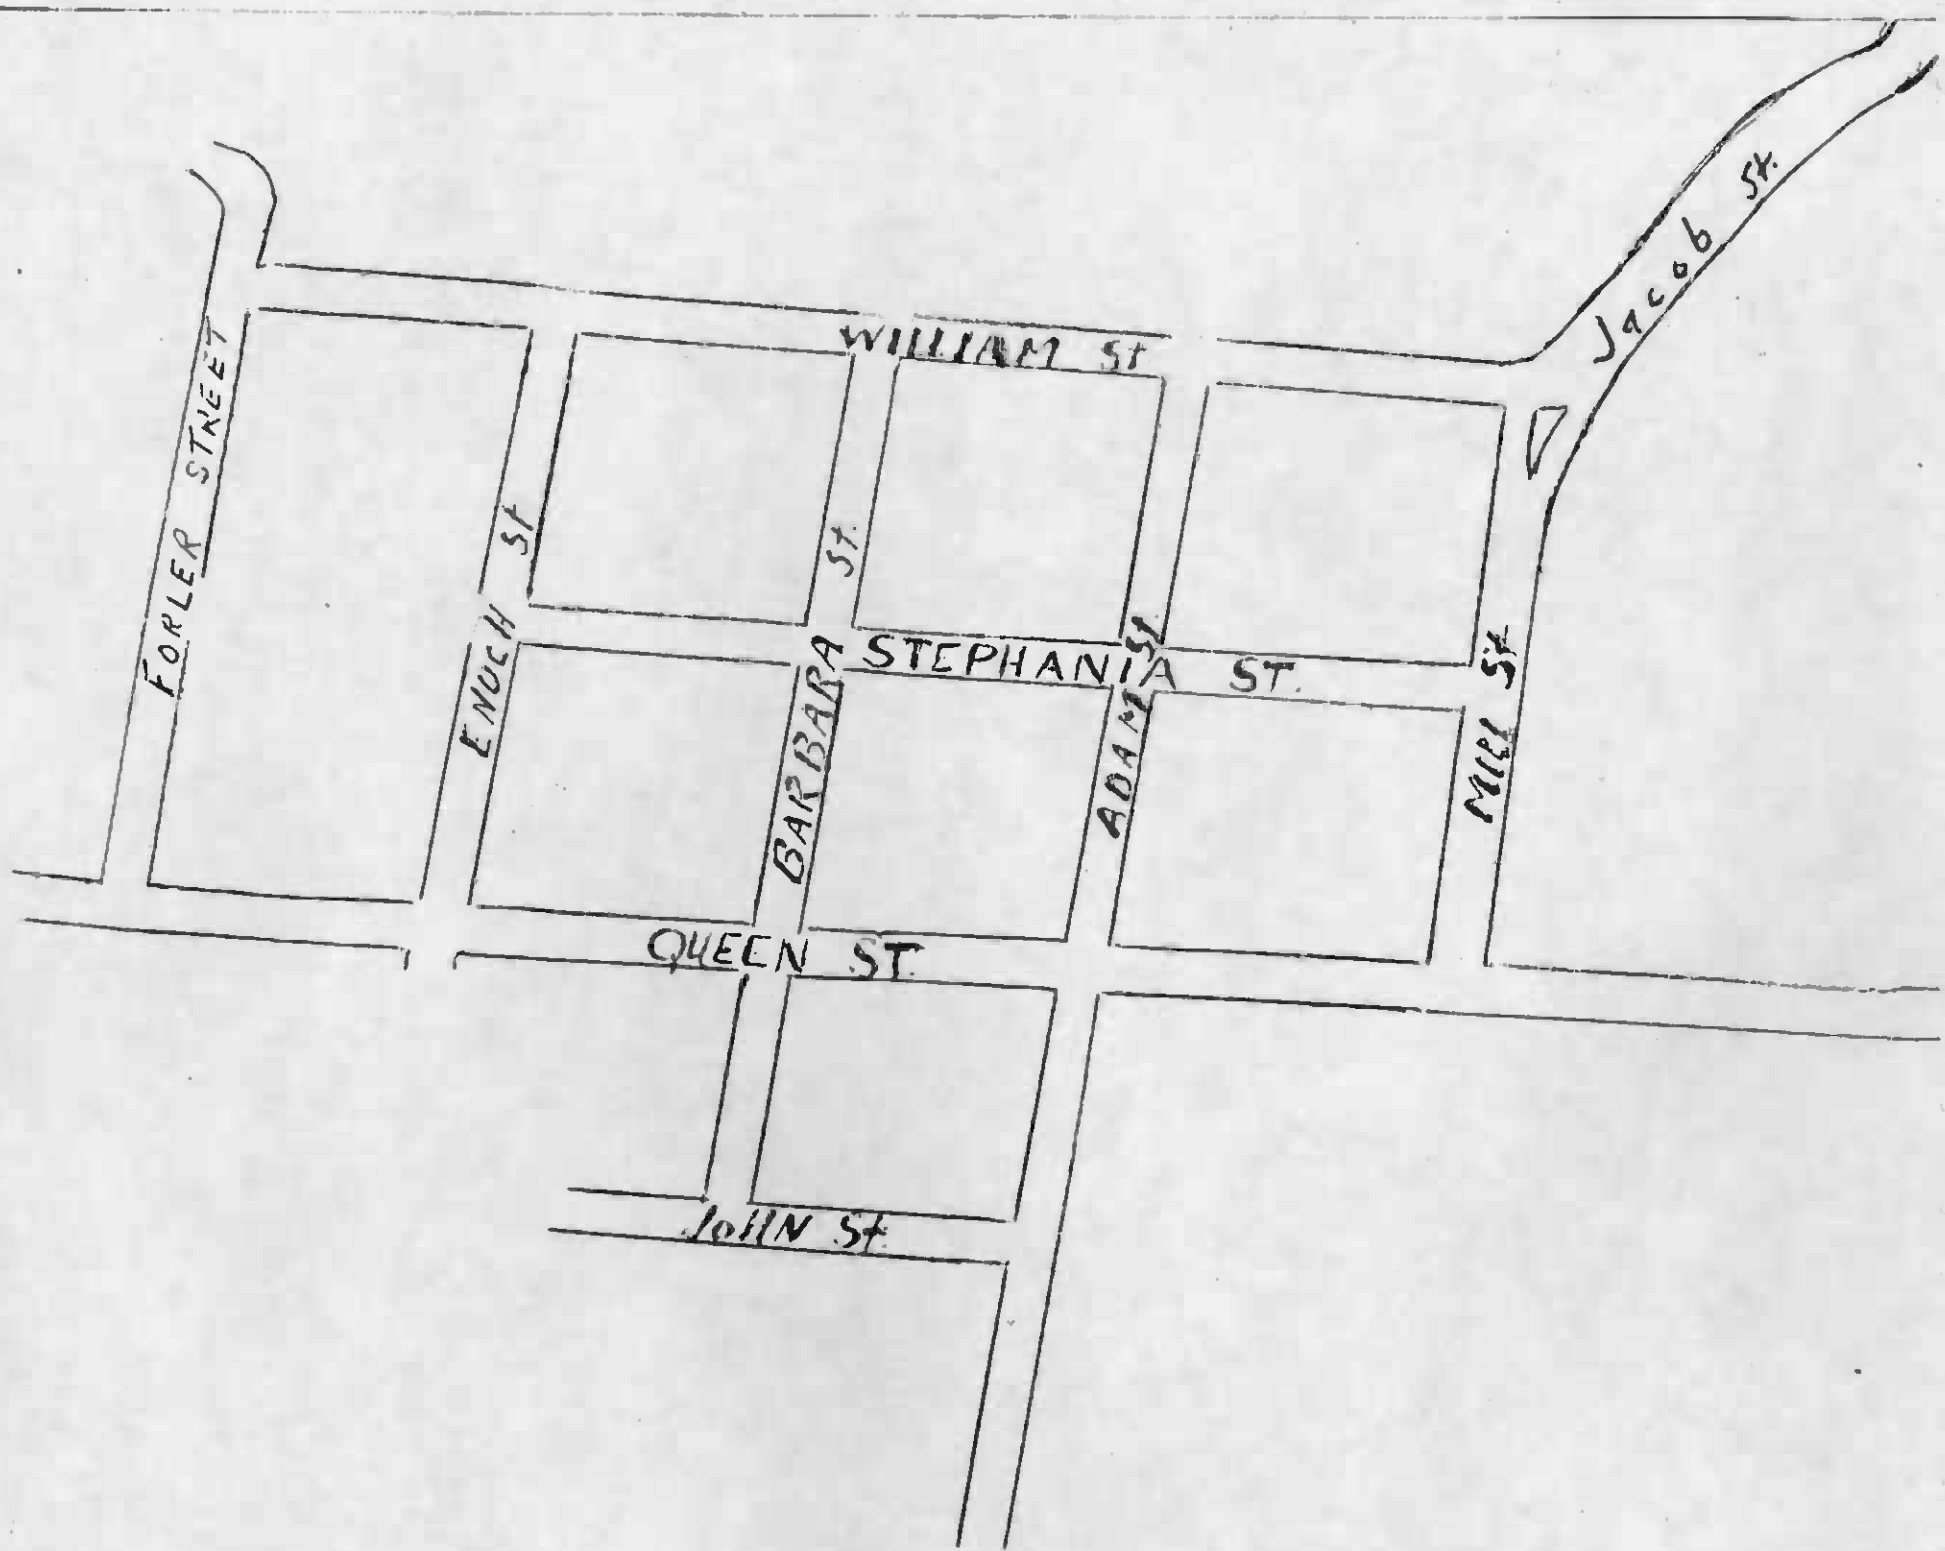 Jacob St.
WILLIAM St
FORLER STREET
ENOCH St
BARBARA St.
ADAM St.
STEPHANIA ST.
MILL St
QUEEN ST.
JOHN St.